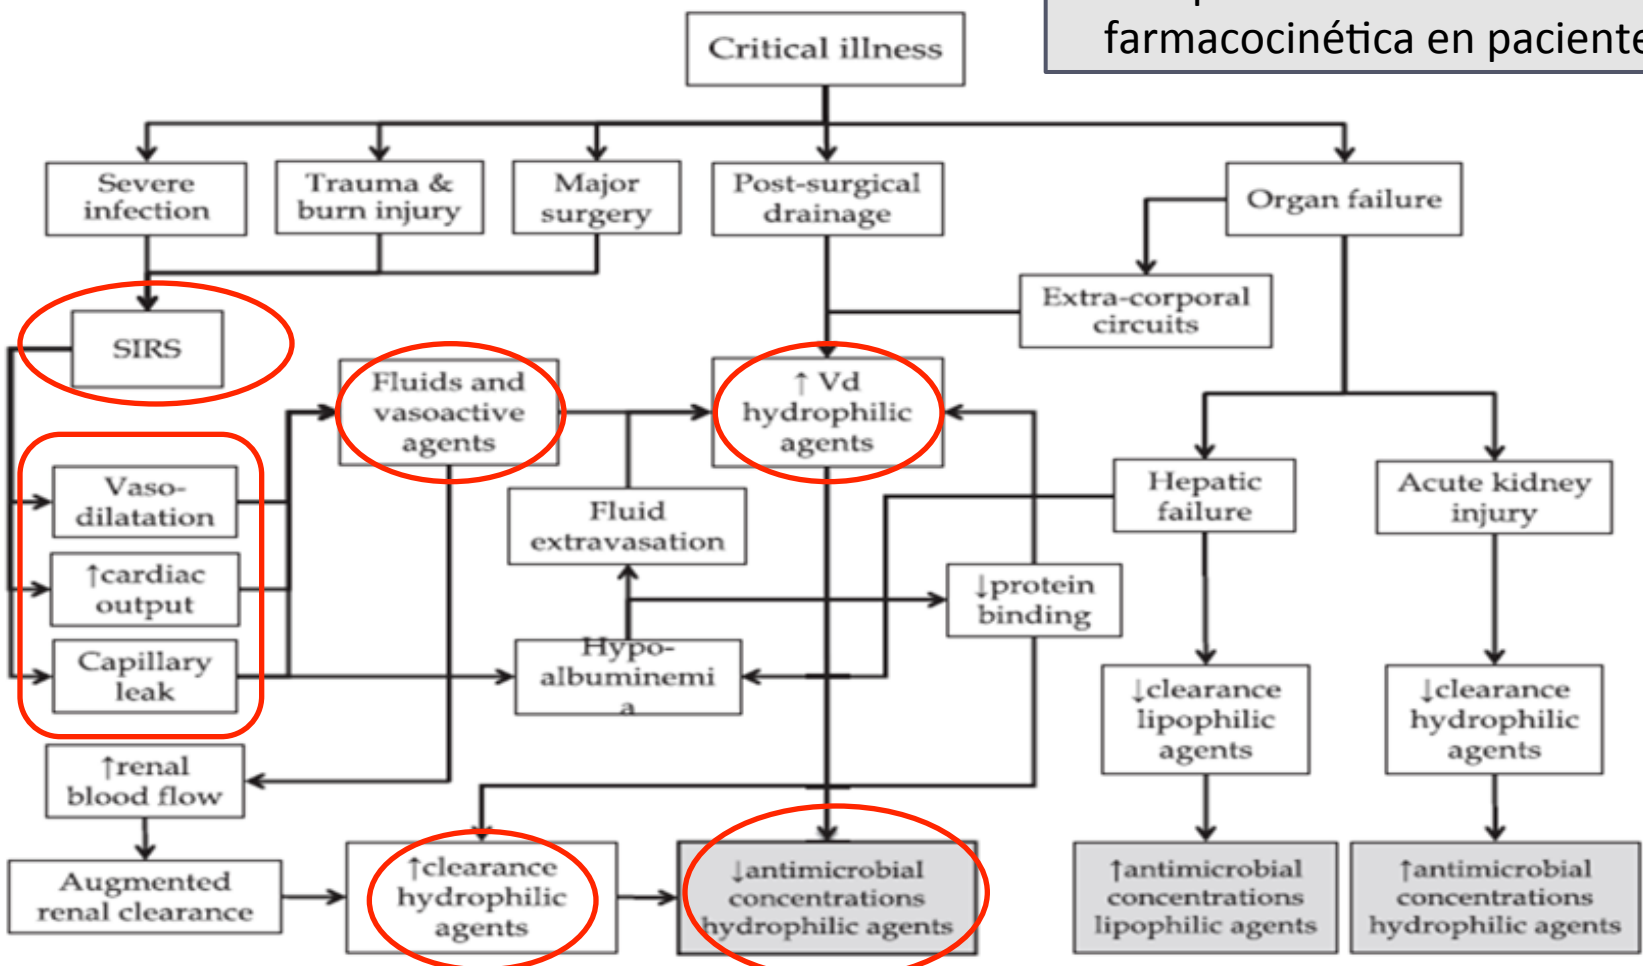 farmacocinética en paciente
Critical illness
Severe
infection
Trauma &
burn injury
Major
surgery
Post-surgical
drainage
Organ failure
Extra-corporal
circuits
SIRS
Fluids and
vasoactive
agents
↑ Vd
hydrophilic
agents
Vaso-
dilatation
Fluid
extravasation
Hepatic
failure
Acute kidney
injury
↑cardiac
output
↓protein
binding
Capillary
leak
Hypo-
albuminemi
a
↓clearance
lipophilic
agents
↓clearance
hydrophilic
agents
↑renal
blood flow
Augmented
renal clearance
↑clearance
hydrophilic
agents
↓antimicrobial
concentrations
hydrophilic agents
↑antimicrobial
concentrations
lipophilic agents
↑antimicrobial
concentrations
hydrophilic agents